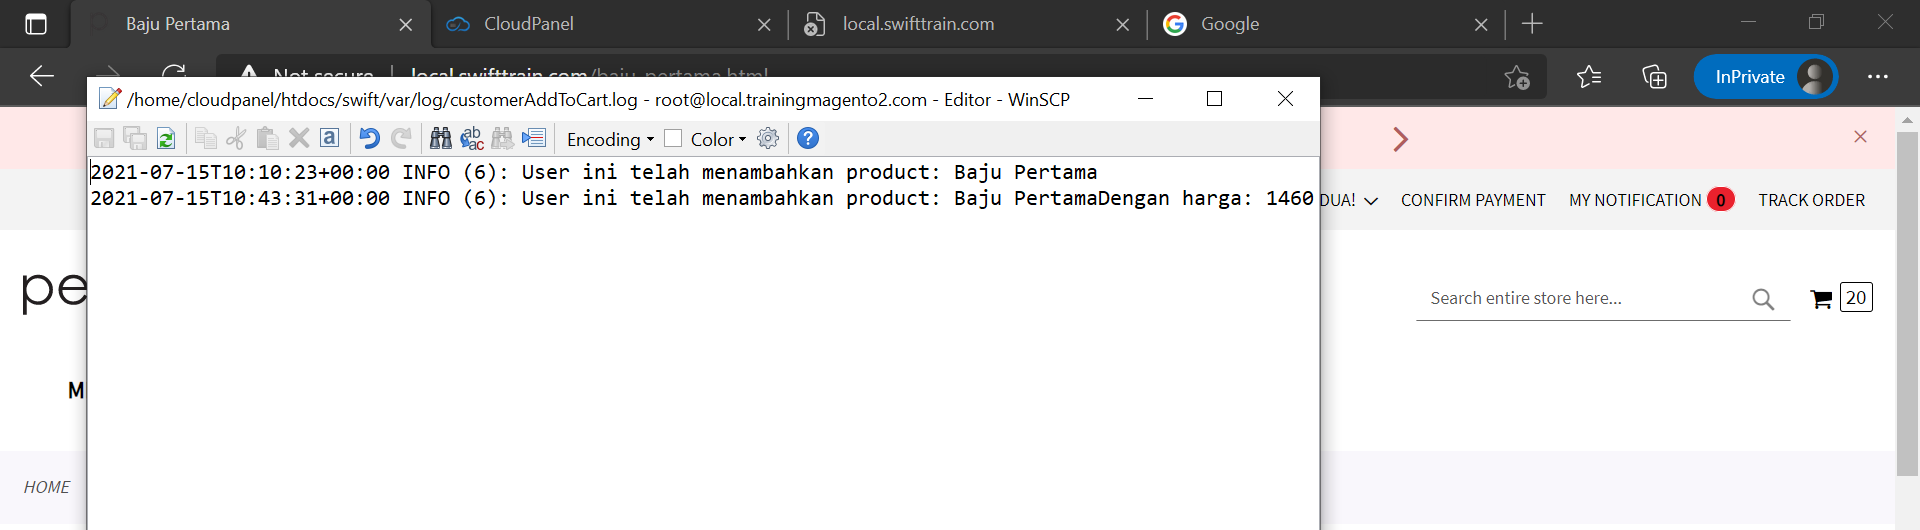 Baju Pertama
CloudPanel
local.swifttrain.com
Google
Not secure local.swifttrain.com/baju-pertama.html
InPrivate
/home/cloudpanel/htdocs/swift/var/log/customerAddToCart.log - root@local.trainingmagento2.com - Editor - WinSCP
Encoding
Color
2021-07-15T10:10:23+00:00 INFO (6): User ini telah menambahkan product: Baju Pertama
2021-07-15T10:43:31+00:00 INFO (6): User ini telah menambahkan product: Baju PertamaDengan harga: 1460
DUA!
CONFIRM PAYMENT
MY NOTIFICATION 0
TRACK ORDER
pe
Search entire store here...
20
M
HOME